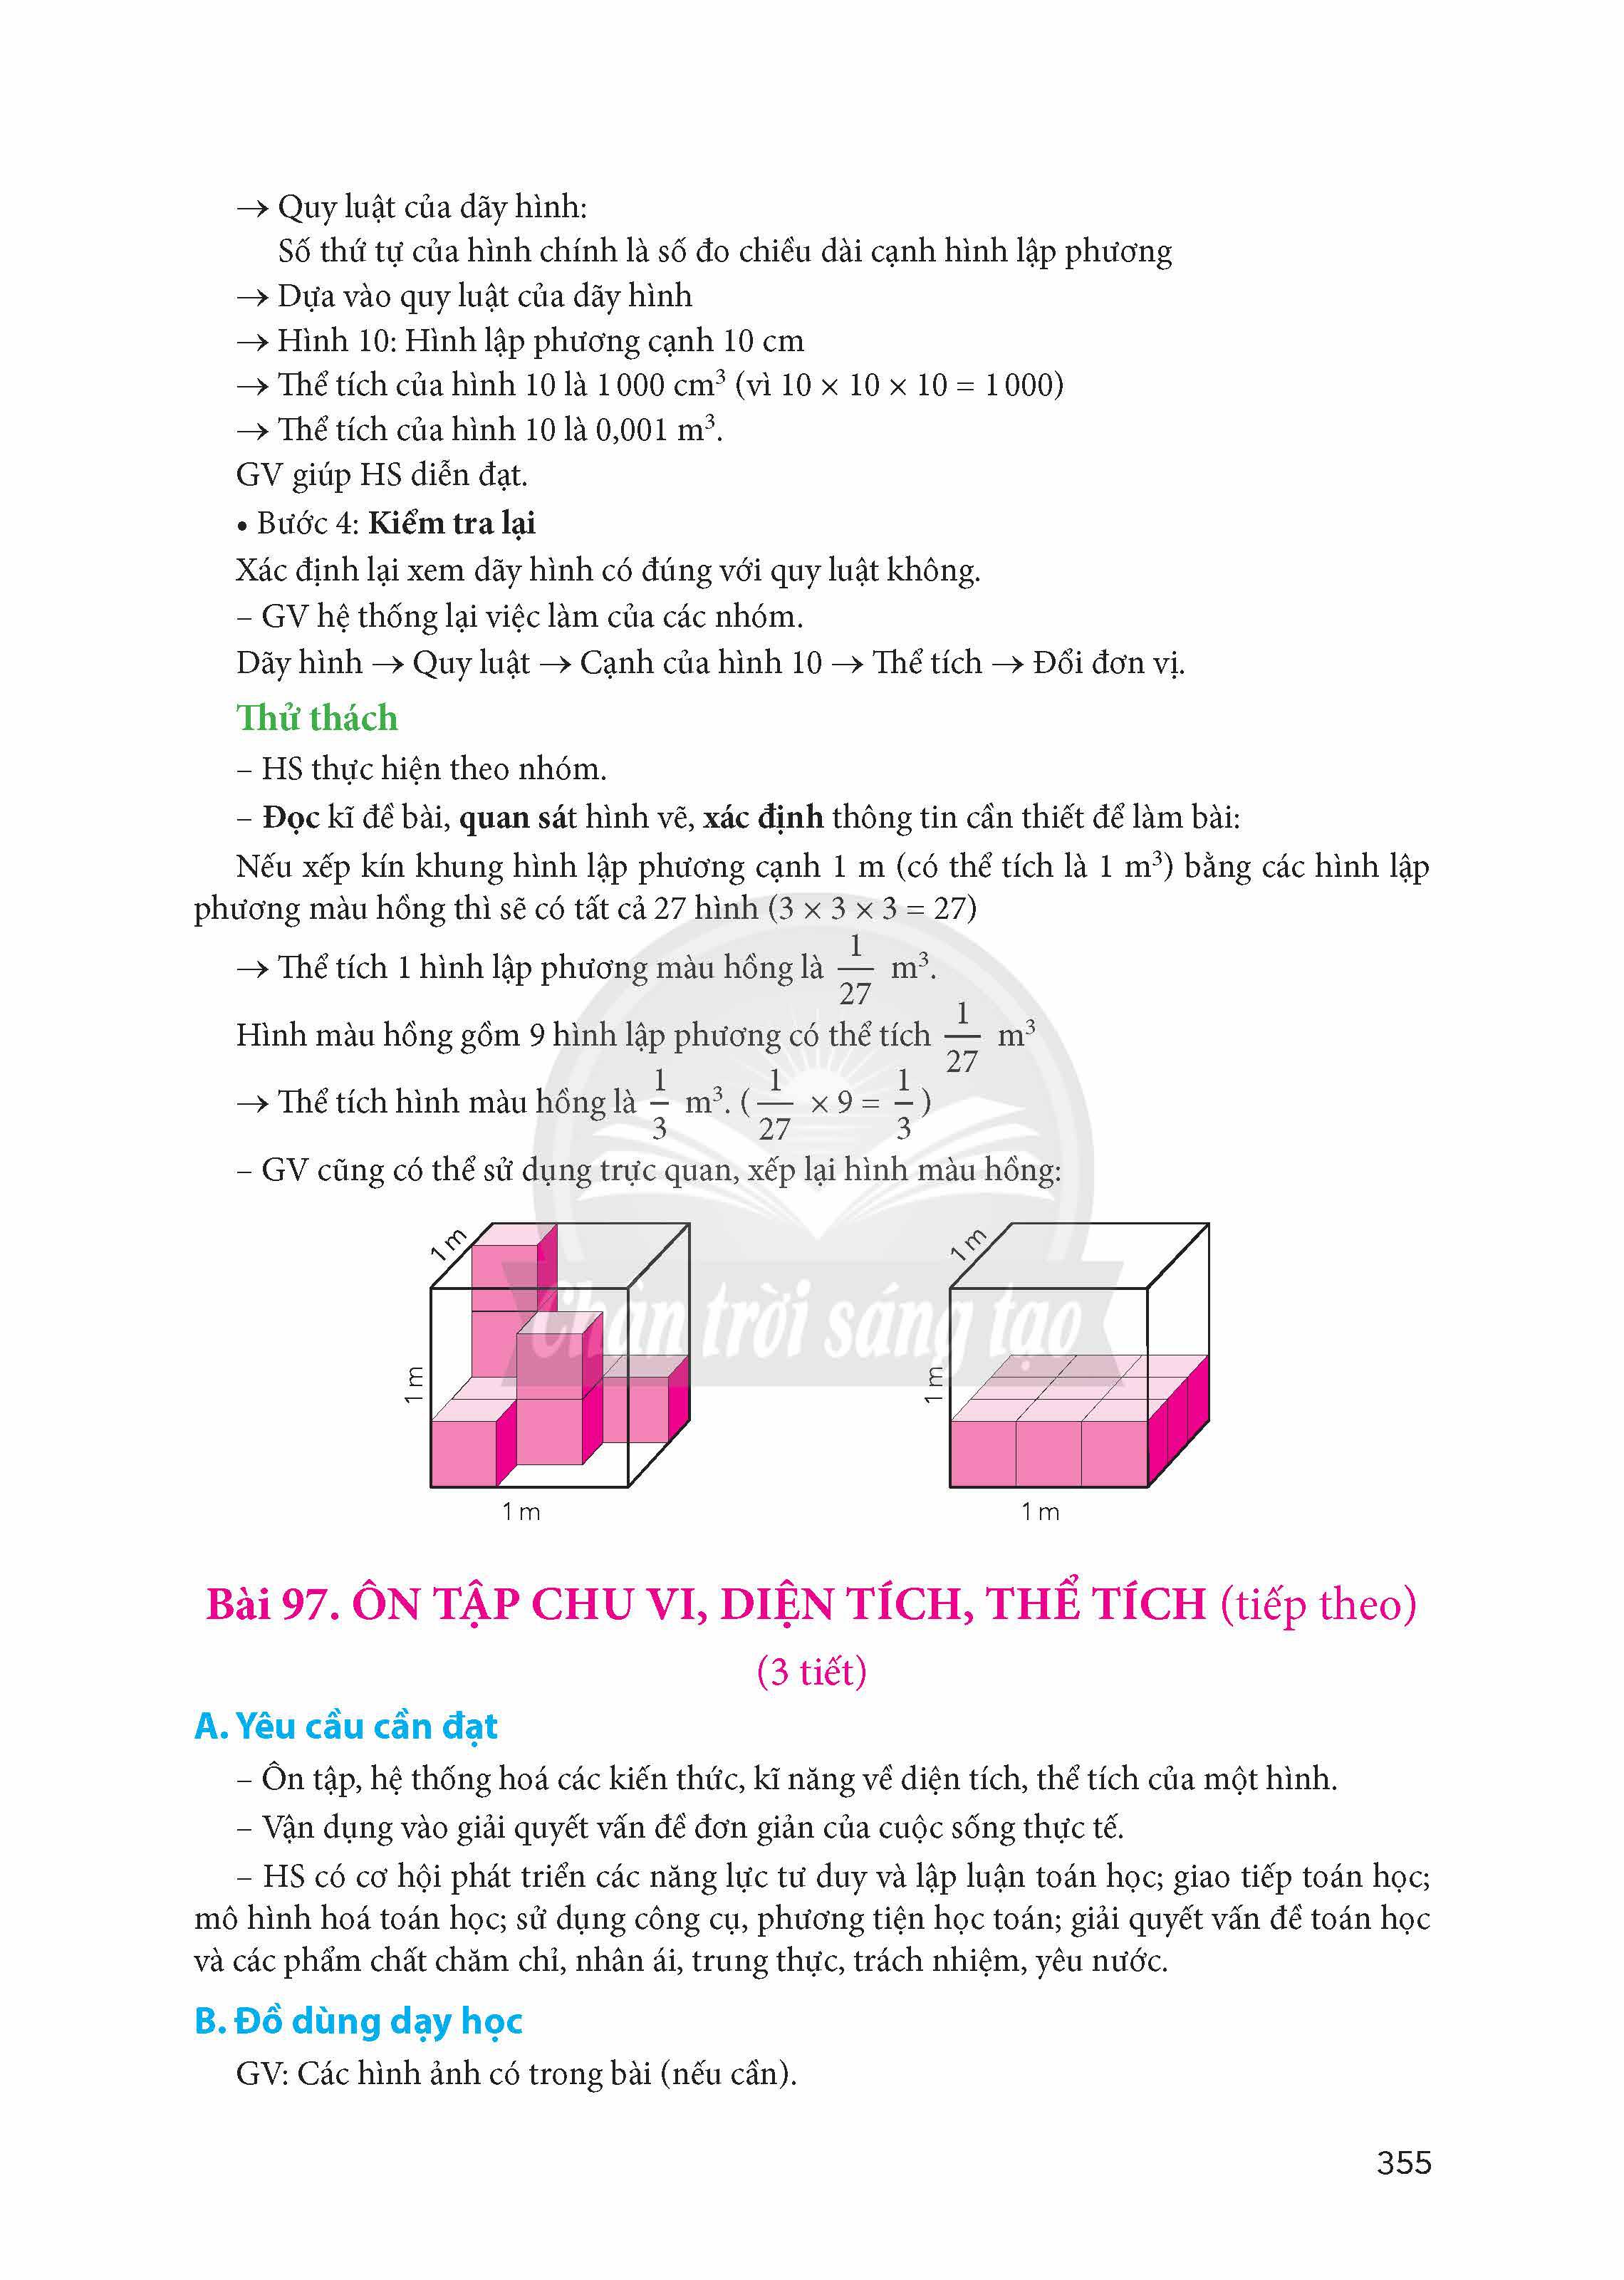 → Quy luật của dãy hình:
Số thứ tự của hình chính là số đo chiều dài cạnh hình lập phương
→ Dựa vào quy luật của dãy hình
→ Hình 10: Hình lập phương cạnh 10 cm
→ Thể tích của hình 10 là 1 000 cm³ (vì 10 × 10 × 10 = 1 000)
→ Thể tích của hình 10 là 0,001 m³.
GV giúp HS diễn đạt.
• Bước 4: Kiểm tra lại
Xác định lại xem dãy hình có đúng với quy luật không.
– GV hệ thống lại việc làm của các nhóm.
Dãy hình → Quy luật → Cạnh của hình 10 → Thể tích → Đổi đơn vị.
Thử thách
– HS thực hiện theo nhóm.
– Đọc kĩ đề bài, quan sát hình vẽ, xác định thông tin cần thiết để làm bài:
Nếu xếp kín khung hình lập phương cạnh 1 m (có thể tích là 1 m³) bằng các hình lập
phương màu hồng thì sẽ có tất cả 27 hình (3 × 3 × 3 = 27)
→ Thể tích 1 hình lập phương màu hồng là 1/27 m³.
Hình màu hồng gồm 9 hình lập phương có thể tích 1/27 m³
→ Thể tích hình màu hồng là 1/3 m³. (1/27 × 9 = 1/3)
– GV cũng có thể sử dụng trực quan, xếp lại hình màu hồng:
1 m
1 m
1 m
1 m
1 m
1 m
Chân trời sáng tạo
Bài 97. ÔN TẬP CHU VI, DIỆN TÍCH, THỂ TÍCH (tiếp theo)
(3 tiết)
A. Yêu cầu cần đạt
– Ôn tập, hệ thống hoá các kiến thức, kĩ năng về diện tích, thể tích của một hình.
– Vận dụng vào giải quyết vấn đề đơn giản của cuộc sống thực tế.
– HS có cơ hội phát triển các năng lực tư duy và lập luận toán học; giao tiếp toán học;
mô hình hoá toán học; sử dụng công cụ, phương tiện học toán; giải quyết vấn đề toán học
và các phẩm chất chăm chỉ, nhân ái, trung thực, trách nhiệm, yêu nước.
B. Đồ dùng dạy học
GV: Các hình ảnh có trong bài (nếu cần).
355